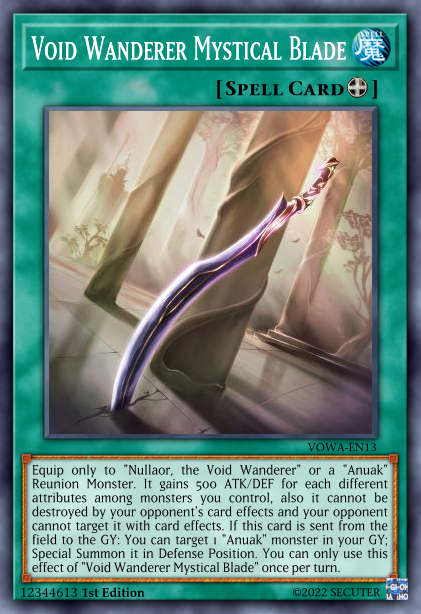 Void Wanderer Mystical Blade 魔
[Spell Card]
VOWA-EN13
Equip only to "Nullaor, the Void Wanderer" or a "Anuak"
Reunion Monster. It gains 500 ATK/DEF for each different
attributes among monsters you control, also it cannot be
destroyed by your opponent's card effects and your opponent
cannot target it with card effects. If this card is sent from the
field to the GY: You can target 1 "Anuak" monster in your GY;
Special Summon it in Defense Position. You can only use this
effect of "Void Wanderer Mystical Blade" once per turn.
12344613 1st Edition ©2022 SECUTER